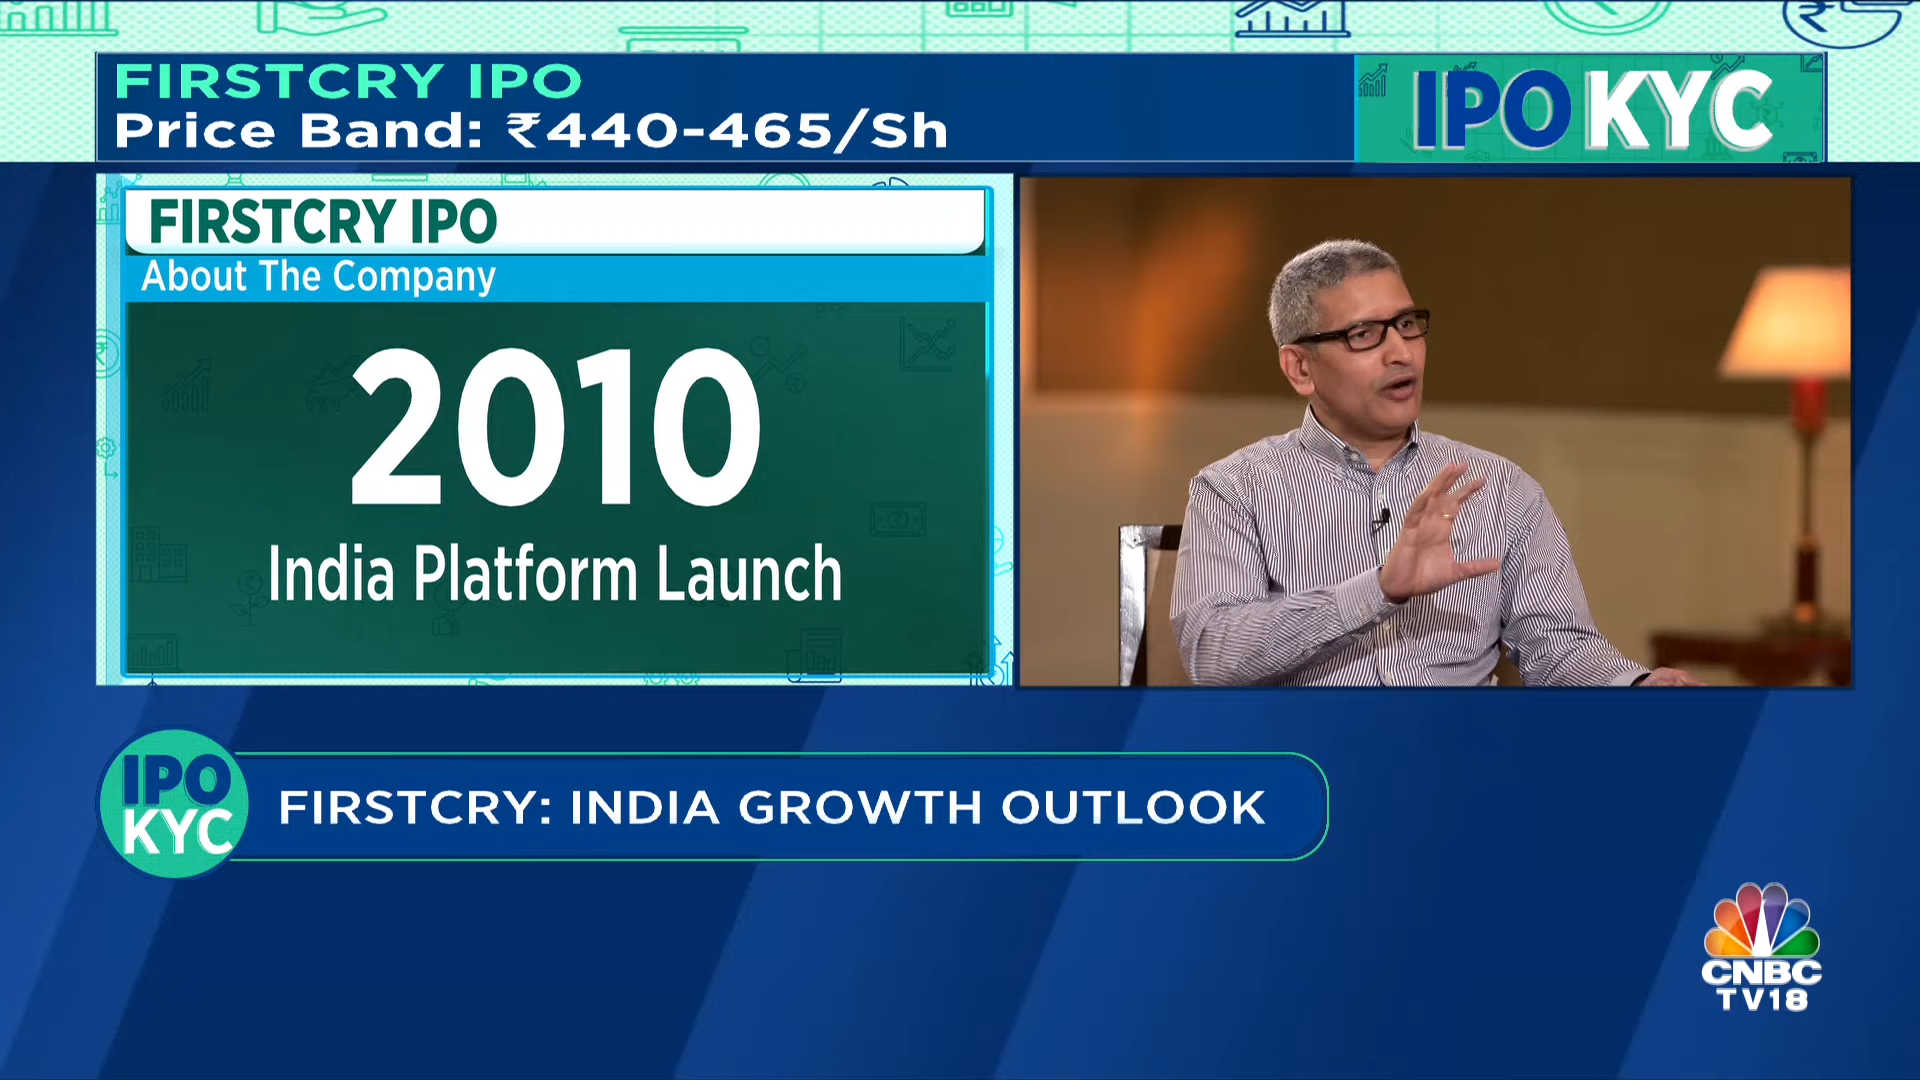 FIRSTCRY IPO
Price Band: ₹440-465/Sh
IPO KYC
FIRSTCRY IPO
About The Company
2010
India Platform Launch
IPO
KYC
FIRSTCRY: INDIA GROWTH OUTLOOK
CNBC
TV18